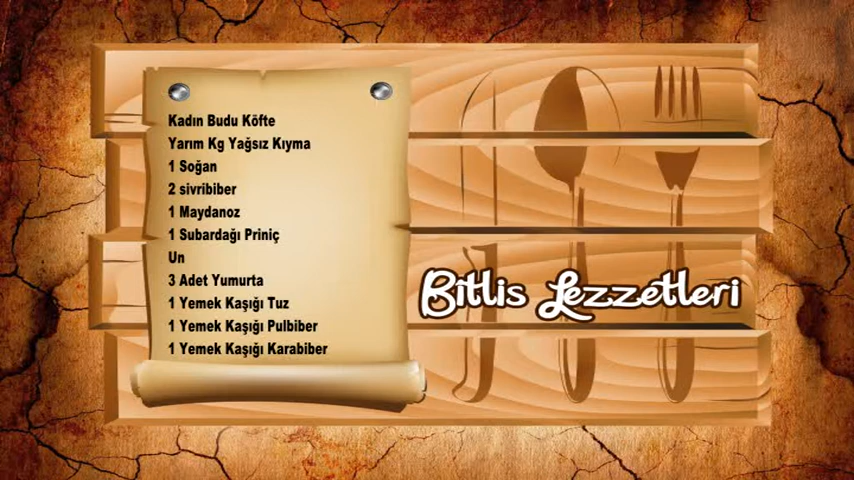 Kadın Budu Köfte
Yarım Kg Yağsız Kıyma
1 Soğan
2 sivribiber
1 Maydanoz
1 Subardağı Priniç
Un
3 Adet Yumurta
1 Yemek Kaşığı Tuz
1 Yemek Kaşığı Pulbiber
1 Yemek Kaşığı Karabiber
Bitlis Lezzetleri